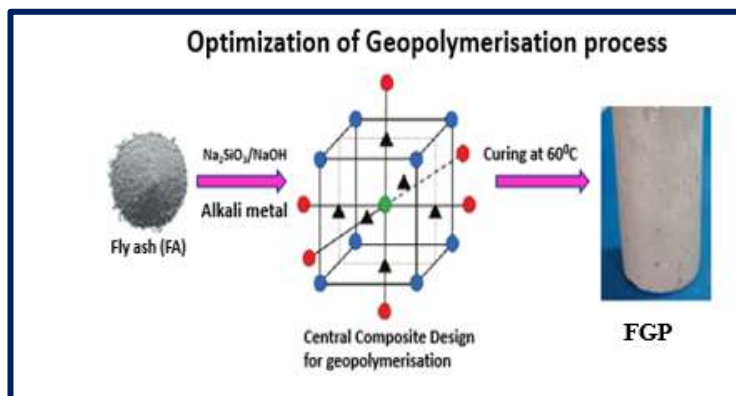 Optimization of Geopolymerisation process
Na₂SiO₃/NaOH
Alkali metal
Fly ash (FA)
Curing at 60⁰C
Central Composite Design
for geopolymerisation
FGP